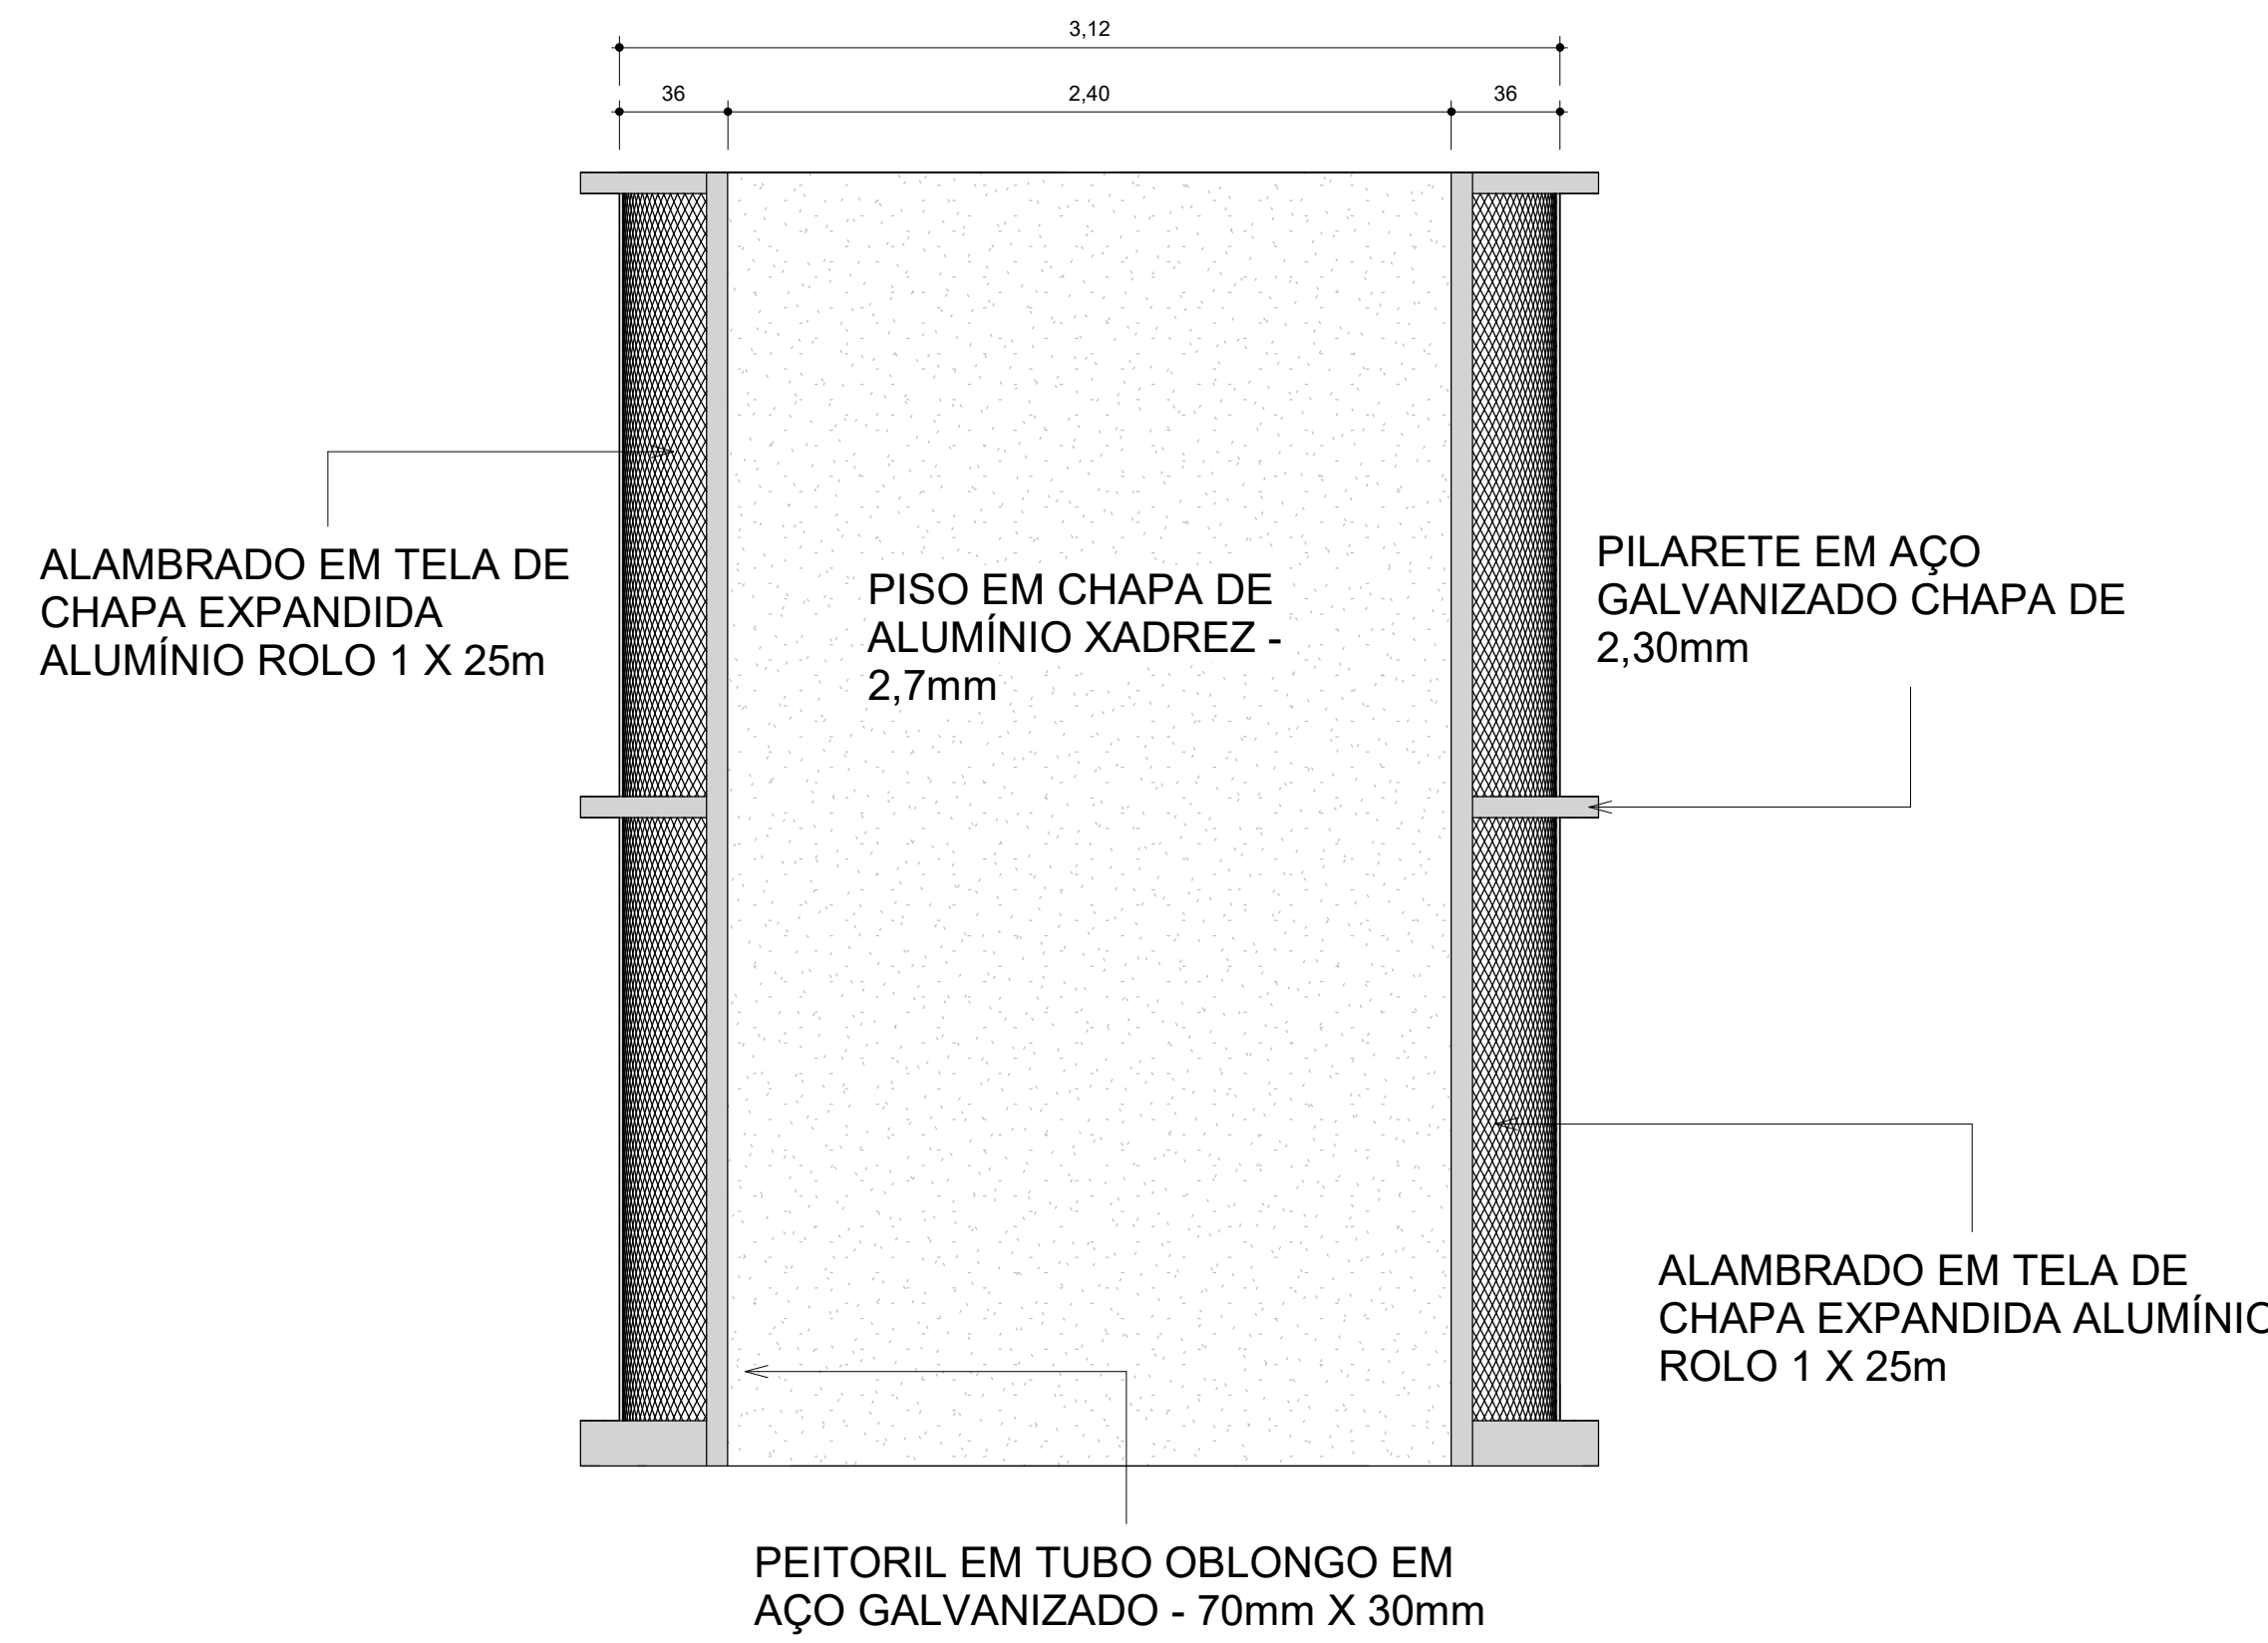 3,12
36
2,40
36
ALAMBRADO EM TELA DE
CHAPA EXPANDIDA
ALUMÍNIO ROLO 1 X 25m
PISO EM CHAPA DE
ALUMÍNIO XADREZ -
2,7mm
PILARETE EM AÇO
GALVANIZADO CHAPA DE
2,30mm
ALAMBRADO EM TELA DE
CHAPA EXPANDIDA ALUMÍNIO
ROLO 1 X 25m
PEITORIL EM TUBO OBLONGO EM
AÇO GALVANIZADO - 70mm X 30mm